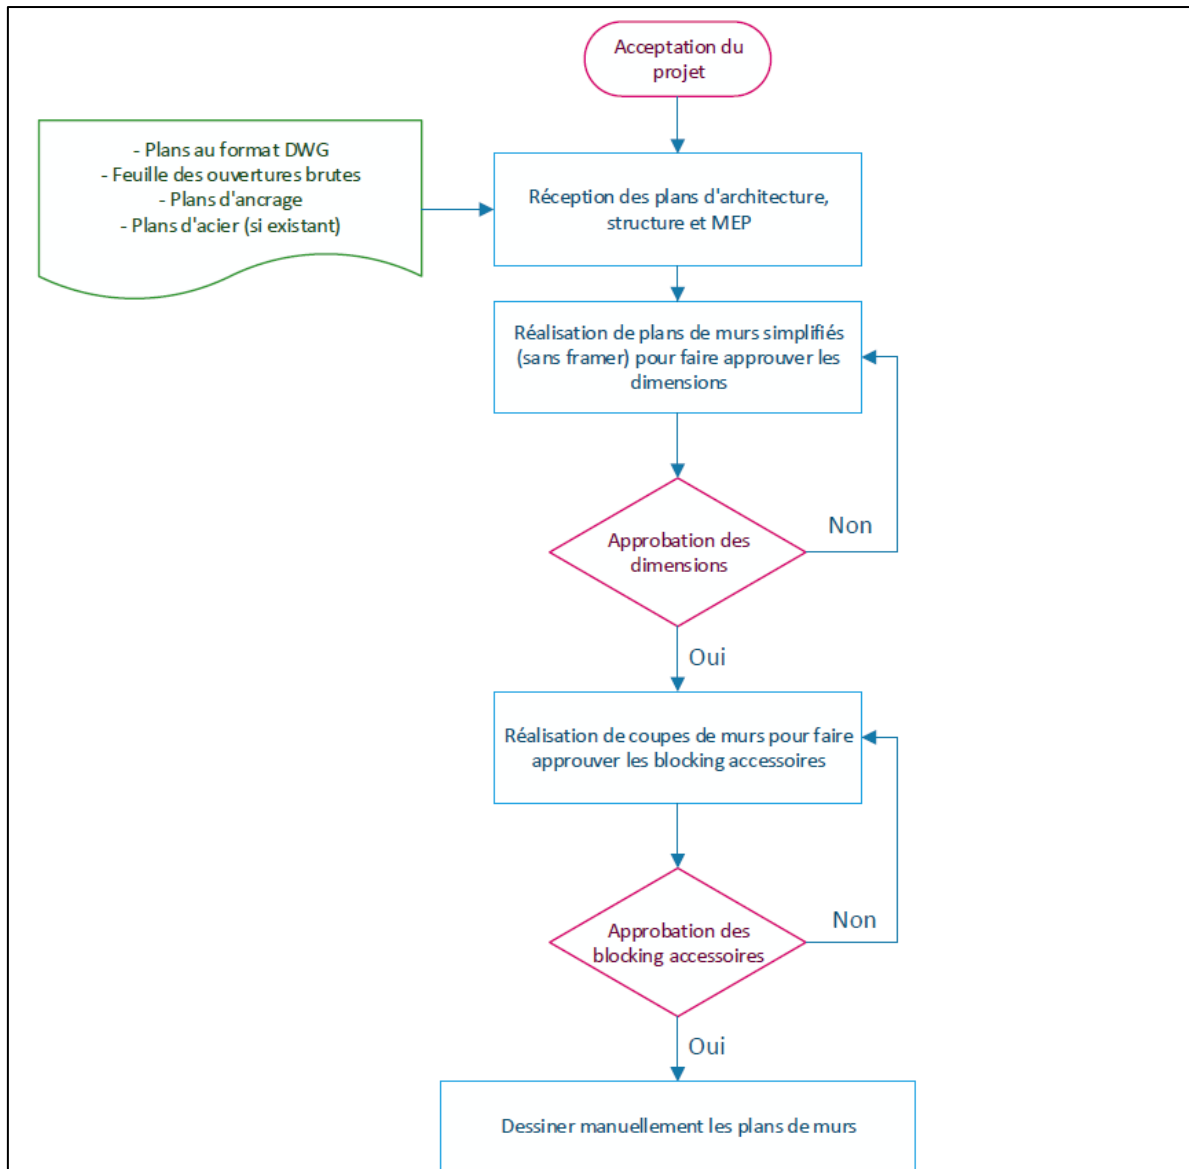 Acceptation du
projet
- Plans au format DWG
- Feuille des ouvertures brutes
- Plans d'ancrage
- Plans d'acier (si existant)
Réception des plans d'architecture,
structure et MEP
Réalisation de plans de murs simplifiés
(sans framer) pour faire approuver les
dimensions
Approbation des
dimensions
Non
Oui
Réalisation de coupes de murs pour faire
approuver les blocking accessoires
Approbation des
blocking accessoires
Non
Oui
Dessiner manuellement les plans de murs